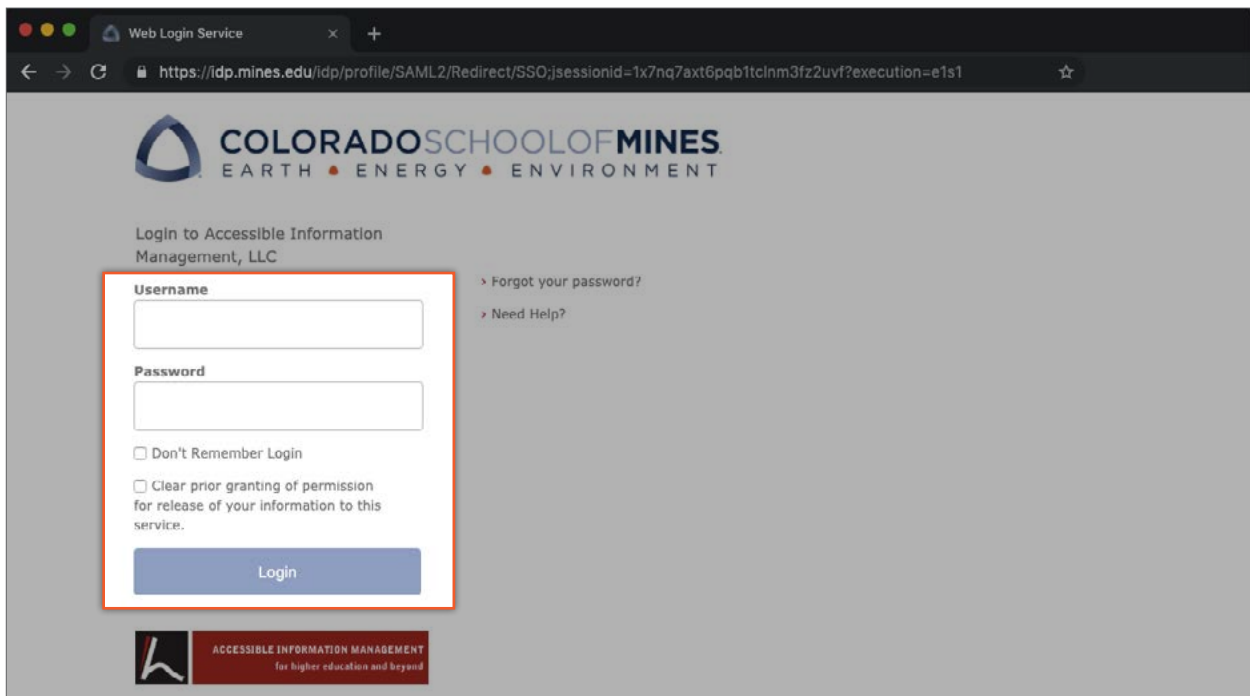 Web Login Service
https://idp.mines.edu/idp/profile/SAML2/Redirect/SSO;jsessionid=1x7nq7axt6pqb1tclnm3fz2uvf?execution=e1s1
COLORADOSCHOOLOFMINES
EARTH • ENERGY • ENVIRONMENT
Login to Accessible Information
Management, LLC
Username
› Forgot your password?
› Need Help?
Password
Don't Remember Login
Clear prior granting of permission
for release of your information to this
service.
Login
ACCESSIBLE INFORMATION MANAGEMENT
for higher education and beyond